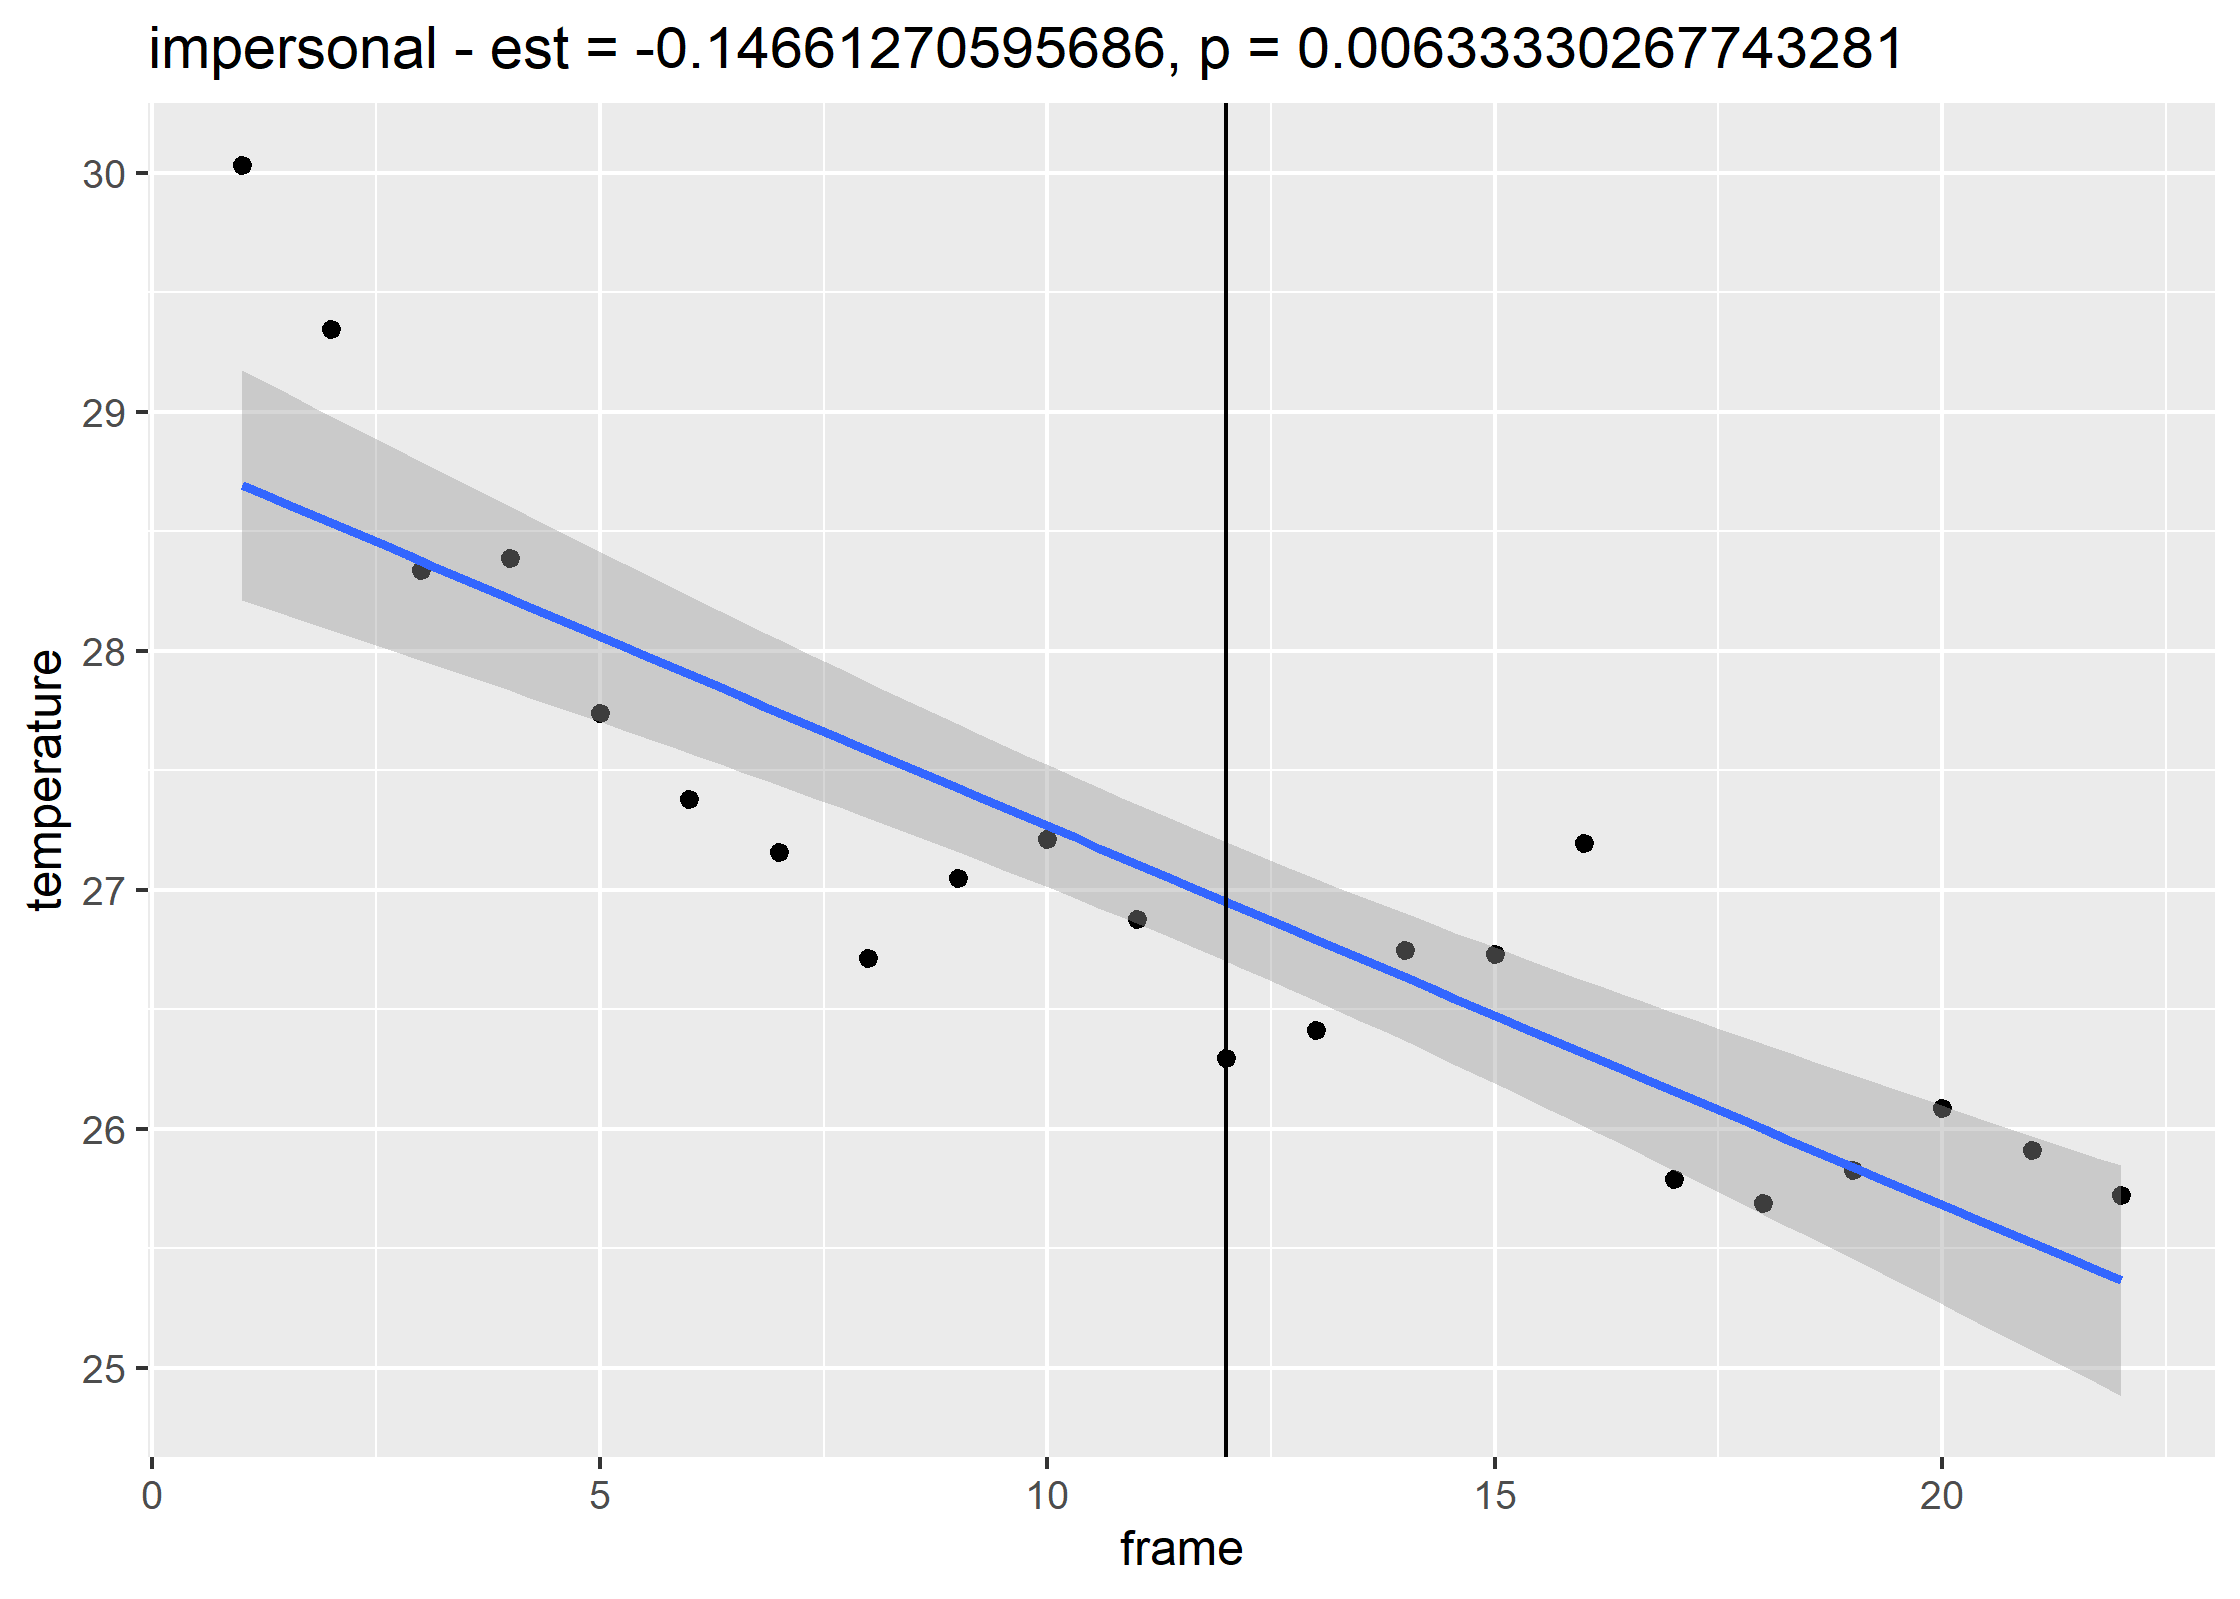 impersonal - est = -0.14661270595686, p = 0.00633330267743281
30
29
28
27
26
25
temperature
0 5 10 15 20
frame